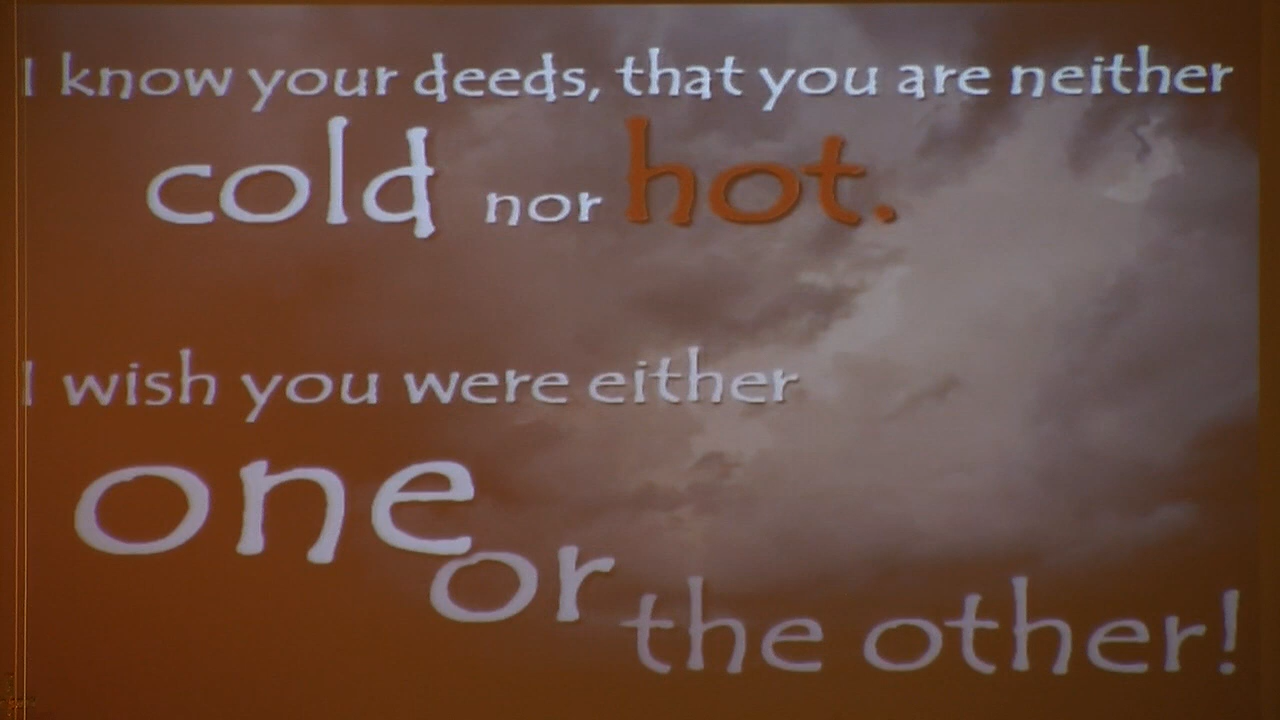 I know your deeds, that you are neither
cold nor hot.
I wish you were either
one
or
the other!